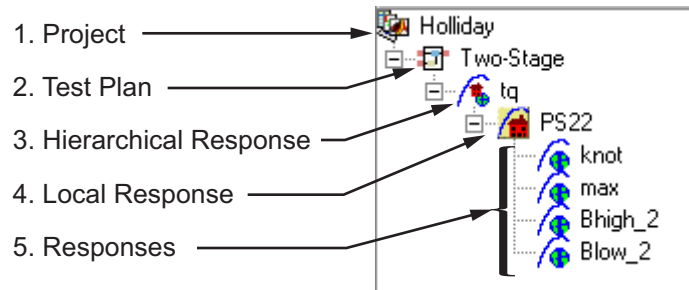 1. Project
2. Test Plan
3. Hierarchical Response
4. Local Response
5. Responses
Holliday
Two-Stage
tq
PS22
knot
max
Bhigh_2
Blow_2